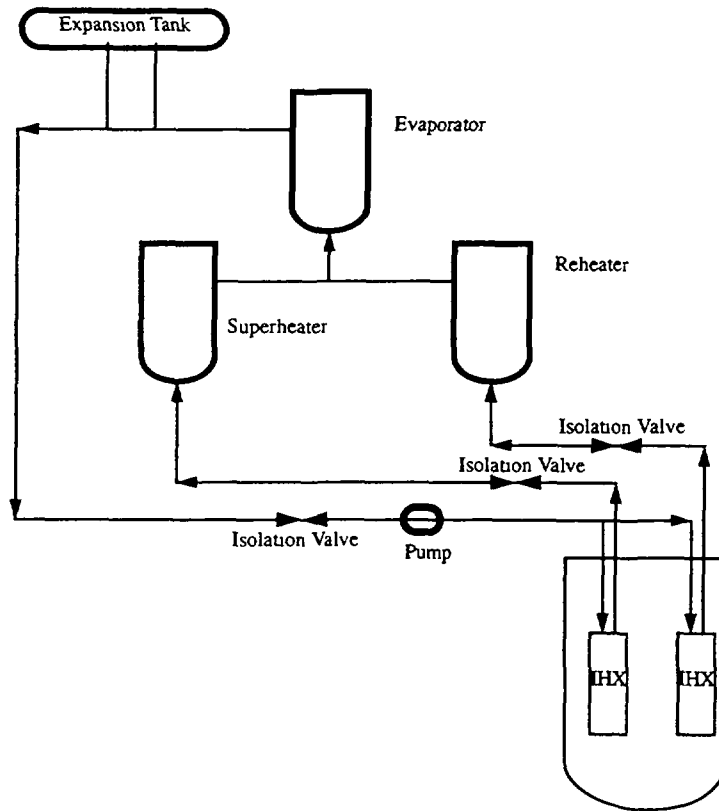 Expansion Tank
Evaporator
Reheater
Superheater
Isolation Valve
Isolation Valve
Isolation Valve
Pump
IHX
IHX